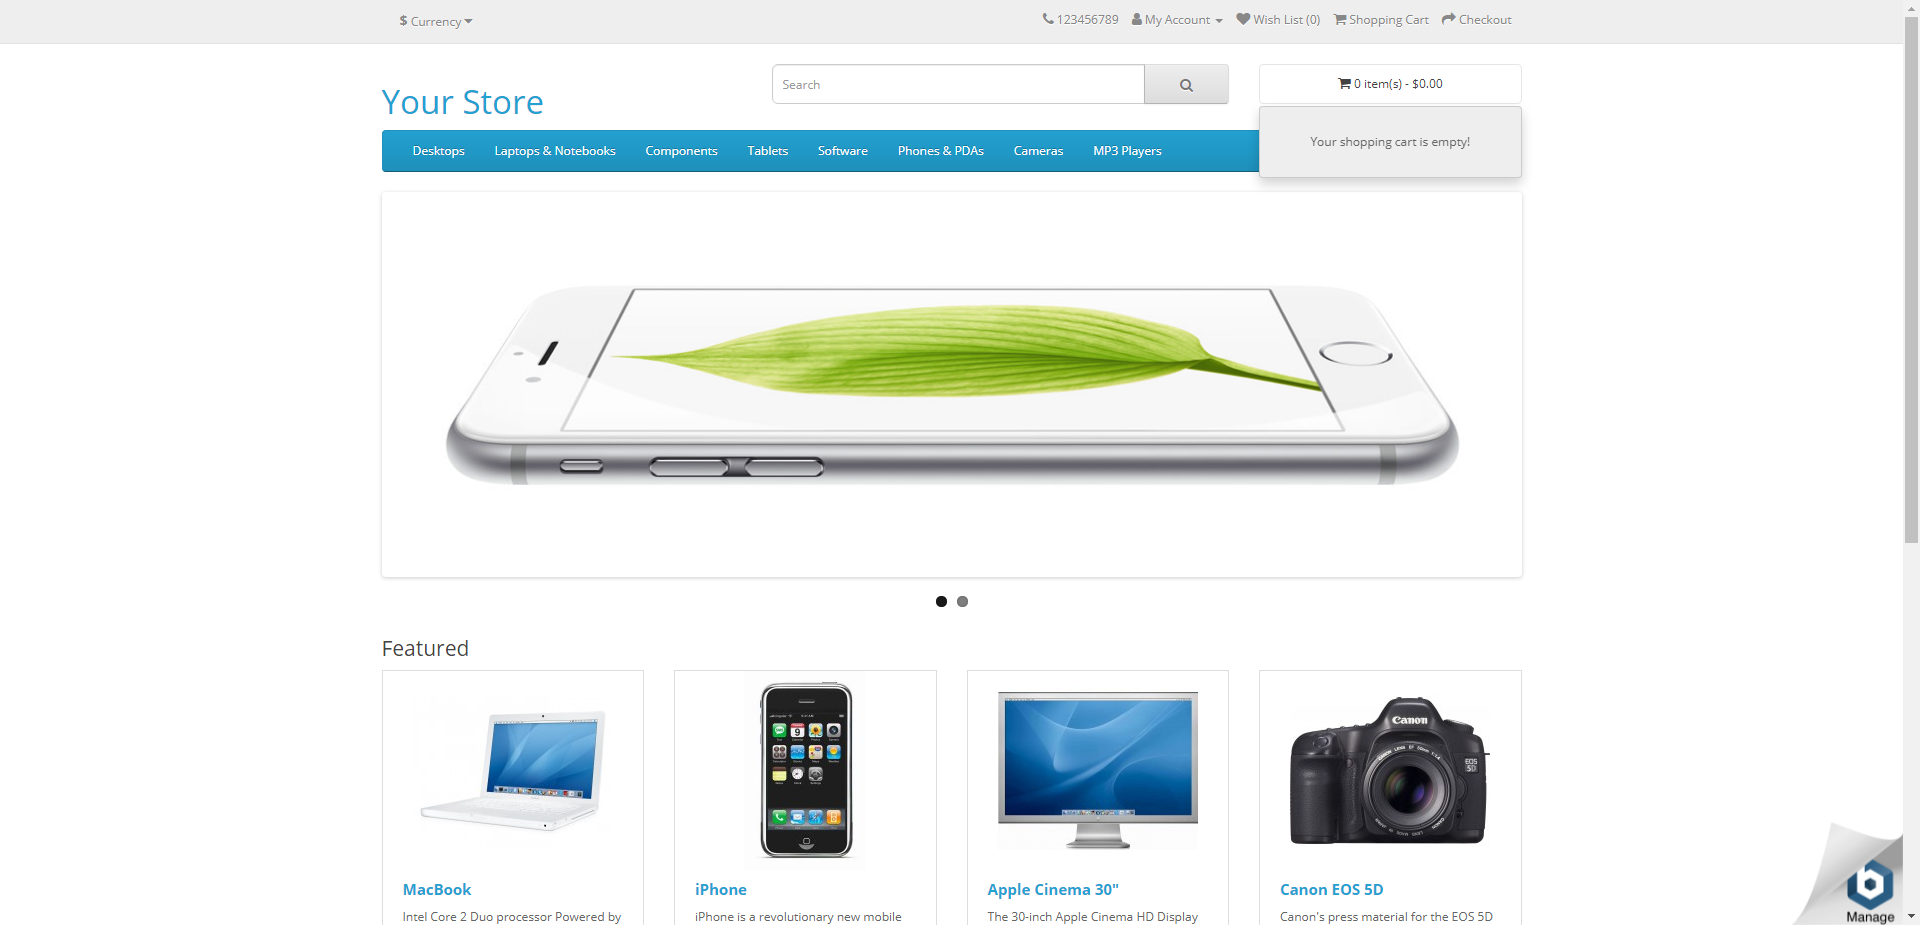 $ Currency
123456789 My Account Wish List (0) Shopping Cart Checkout
Your Store
Search
0 item(s) - $0.00
Your shopping cart is empty!
Desktops Laptops & Notebooks Components Tablets Software Phones & PDAs Cameras MP3 Players
Featured
Canon
EOS
5D
MacBook
iPhone
Apple Cinema 30"
Canon EOS 5D
Intel Core 2 Duo processor Powered by
iPhone is a revolutionary new mobile
The 30-inch Apple Cinema HD Display
Canon's press material for the EOS 5D
Manage